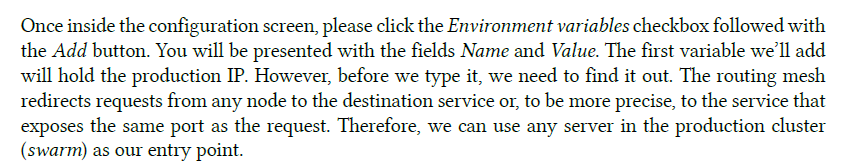 Once inside the configuration screen, please click the Environment variables checkbox followed with
the Add button. You will be presented with the fields Name and Value. The first variable we’ll add
will hold the production IP. However, before we type it, we need to find it out. The routing mesh
redirects requests from any node to the destination service or, to be more precise, to the service that
exposes the same port as the request. Therefore, we can use any server in the production cluster
(swarm) as our entry point.